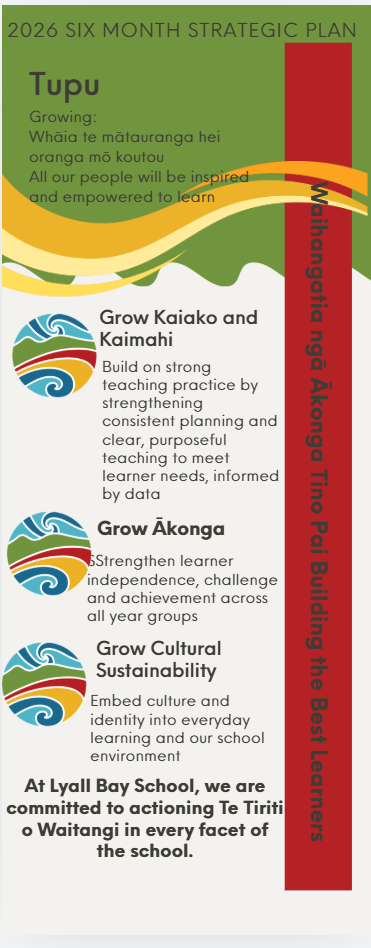 2026 SIX MONTH STRATEGIC PLAN
Tupu
Growing:
Whāia te mātauranga hei
oranga mō koutou
All our people will be inspired
and empowered to learn
Grow Kaiako and
Kaimahi
Build on strong
teaching practice by
strengthening
consistent planning and
clear, purposeful
teaching to meet
learner needs, informed
by data
Grow Ākonga
SStrengthen learner
independence, challenge
and achievement across
all year groups
Grow Cultural
Sustainability
Embed culture and
identity into everyday
learning and our school
environment
At Lyall Bay School, we are
committed to actioning Te Tiriti
o Waitangi in every facet of
the school.
Waihangatia ngā Ākonga Tino Pai Building the Best Learners